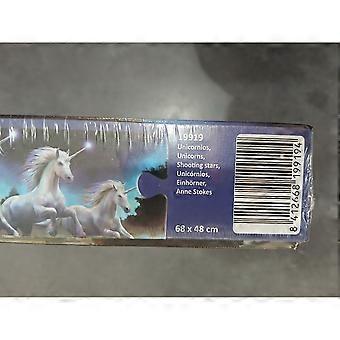 19919
Unicornios,
Unicorns,
Shooting stars,
Unicórnios,
Einhörner,
Anne Stokes
68 x 48 cm
8 412668 199194